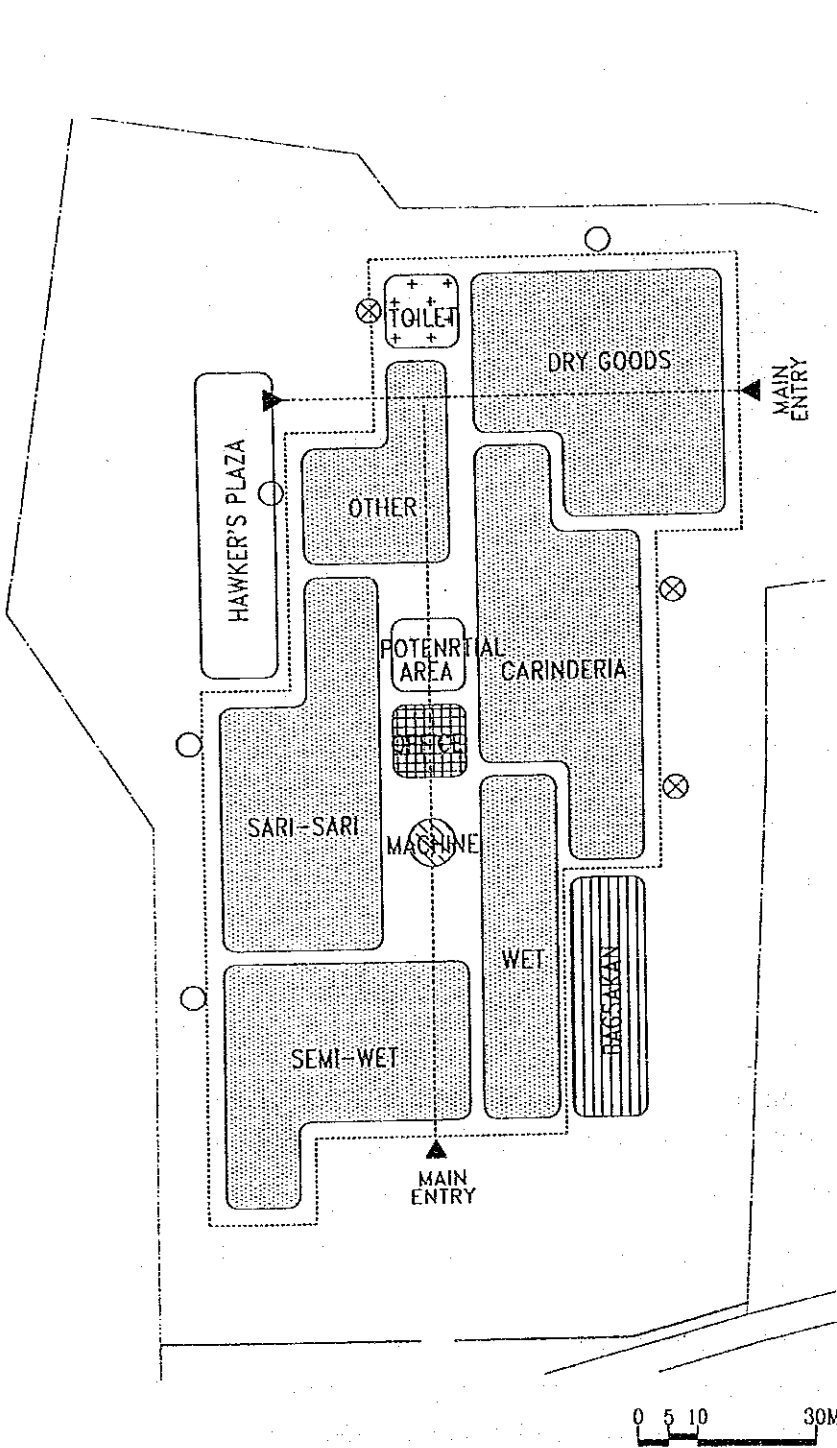 TOILET
DRY GOODS
MAIN
ENTRY
HAWKER'S PLAZA
OTHER
POTENRTIAL
AREA
CARINDERIA
OFFICE
SARI-SARI
MACHINE
WET
BAGSAKAN
SEMI-WET
MAIN
ENTRY
0 5 10 30M